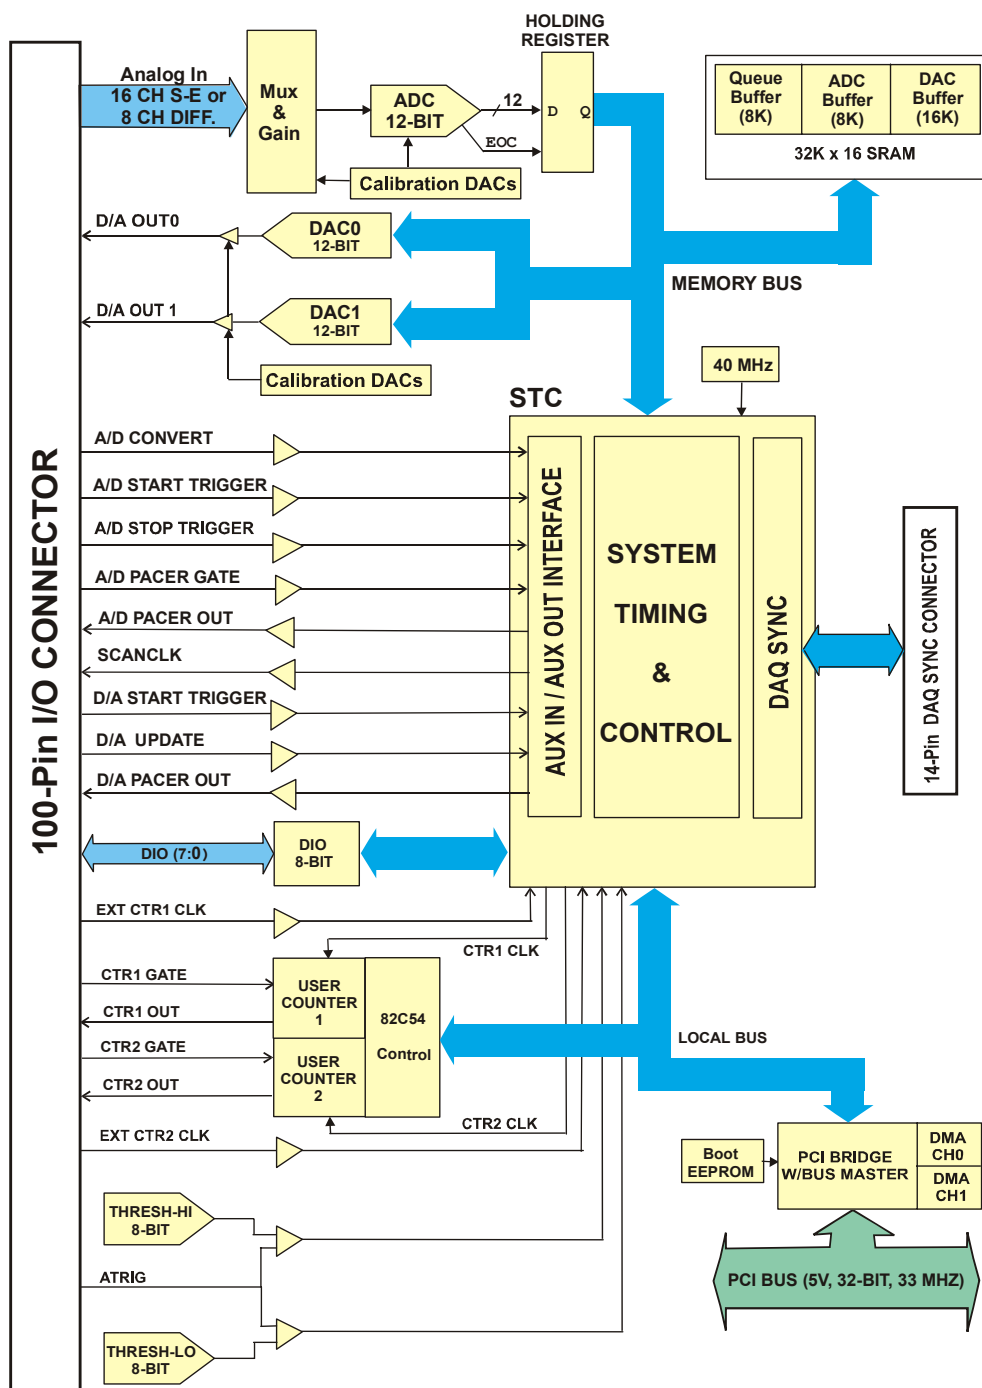 HOLDING
REGISTER
Analog In
16 CH S-E or
8 CH DIFF.
Mux
&
Gain
ADC
12-BIT
12
EOC
D Q
Calibration DACs
Queue
Buffer
(8K)
ADC
Buffer
(8K)
DAC
Buffer
(16K)
32K x 16 SRAM
D/A OUT0
DAC0
12-BIT
D/A OUT 1
DAC1
12-BIT
Calibration DACs
MEMORY BUS
40 MHz
STC
100-Pin I/O CONNECTOR
A/D CONVERT
A/D START TRIGGER
A/D STOP TRIGGER
A/D PACER GATE
A/D PACER OUT
SCANCLK
D/A START TRIGGER
D/A UPDATE
D/A PACER OUT
AUX IN / AUX OUT INTERFACE
SYSTEM
TIMING
&
CONTROL
DAQ SYNC
14-Pin DAQ SYNC CONNECTOR
DIO (7:0)
DIO
8-BIT
EXT CTR1 CLK
CTR1 CLK
CTR1 GATE
CTR1 OUT
CTR2 GATE
CTR2 OUT
USER
COUNTER
1
USER
COUNTER
2
82C54
Control
CTR2 CLK
EXT CTR2 CLK
LOCAL BUS
Boot
EEPROM
PCI BRIDGE
W/BUS MASTER
DMA
CH0
DMA
CH1
THRESH-HI
8-BIT
ATRIG
THRESH-LO
8-BIT
PCI BUS (5V, 32-BIT, 33 MHZ)